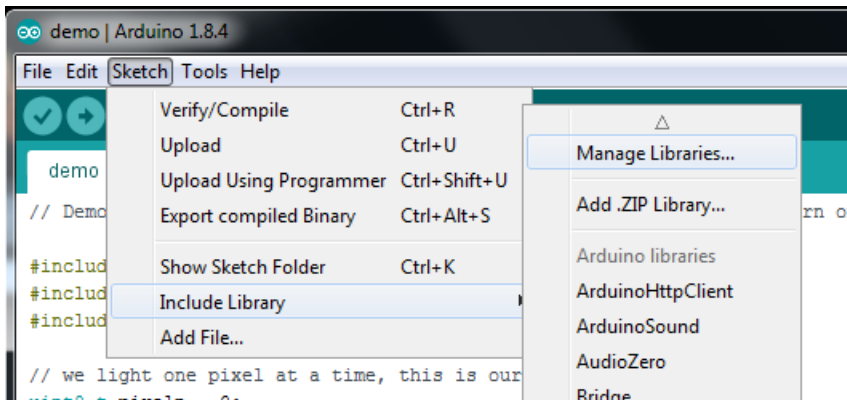 demo | Arduino 1.8.4
File Edit Sketch Tools Help
Verify/Compile Ctrl+R
Upload Ctrl+U
Upload Using Programmer Ctrl+Shift+U
Export compiled Binary Ctrl+Alt+S
Show Sketch Folder Ctrl+K
Include Library
Add File...
Manage Libraries...
Add .ZIP Library...
Arduino libraries
ArduinoHttpClient
ArduinoSound
AudioZero
Bridge
demo
// Demo
#includ
#includ
#includ
// we light one pixel at a time, this is our